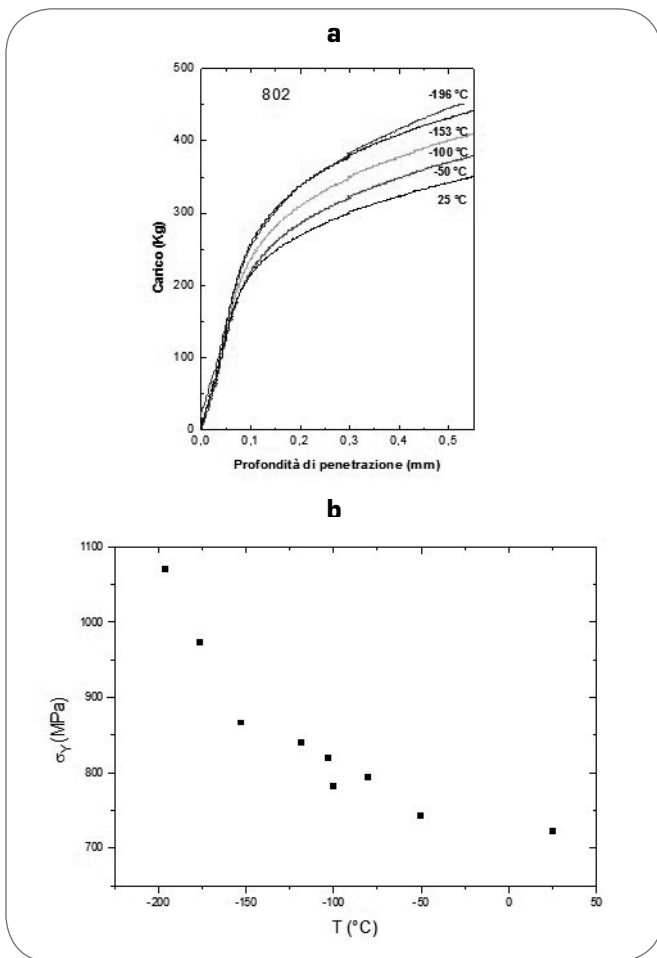 a
500
802
-196 °C
-153 °C
400
-100 °C
-50 °C
300
25 °C
Carico (Kg)
200
100
0
0,0 0,1 0,2 0,3 0,4 0,5
Profondità di penetrazione (mm)
b
1100
1000
900
σY (MPa)
800
700
-200 -150 -100 -50 0 50
T (°C)